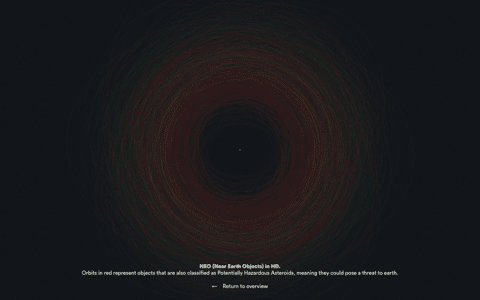 NEO (Near Earth Objects) in HD.
Orbits in red represent objects that are also classified as Potentially Hazardous Asteroids, meaning they could pose a threat to earth.
← Return to overview